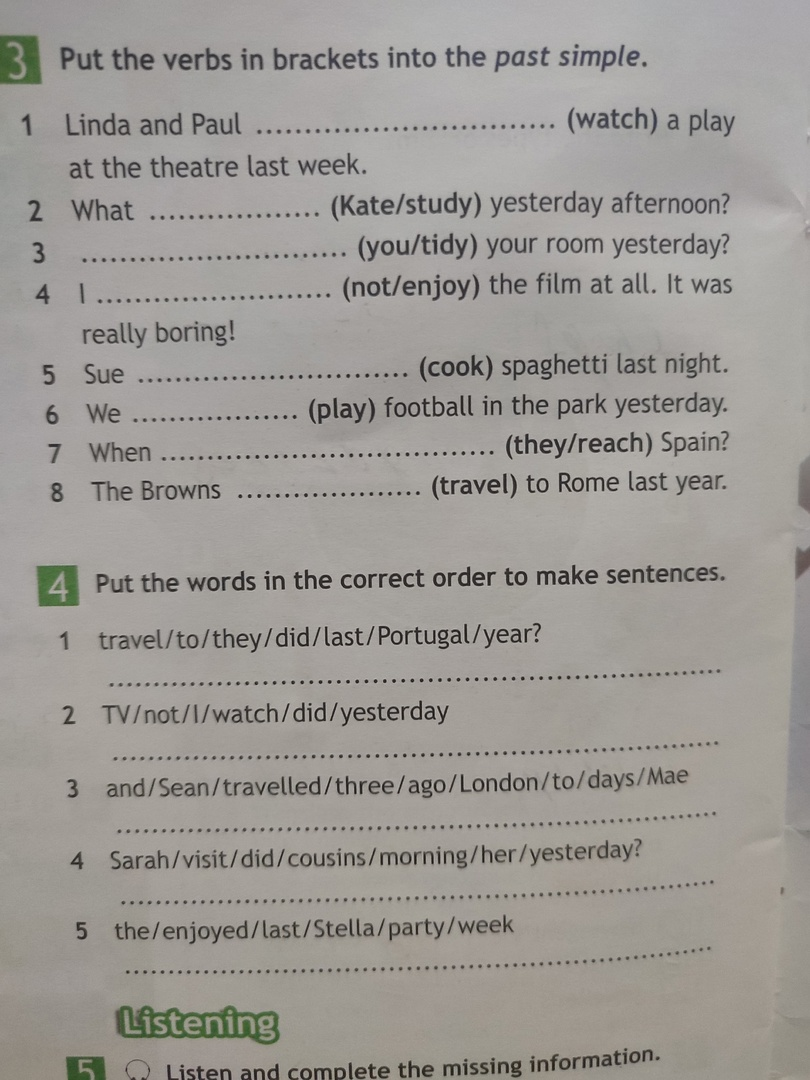 3 Put the verbs in brackets into the past simple.
1 Linda and Paul ................................ (watch) a play
at the theatre last week.
2 What .................. (Kate/study) yesterday afternoon?
3 ............................ (you/tidy) your room yesterday?
4 I ......................... (not/enjoy) the film at all. It was
really boring!
5 Sue ............................. (cook) spaghetti last night.
6 We .................. (play) football in the park yesterday.
7 When ................................... (they/reach) Spain?
8 The Browns .................... (travel) to Rome last year.
4 Put the words in the correct order to make sentences.
1 travel/to/they/did/last/Portugal/year?
2 TV/not/I/watch/did/yesterday
3 and/Sean/travelled/three/ago/London/to/days/Mae
4 Sarah/visit/did/cousins/morning/her/yesterday?
5 the/enjoyed/last/Stella/party/week
Listening
5 Listen and complete the missing information.